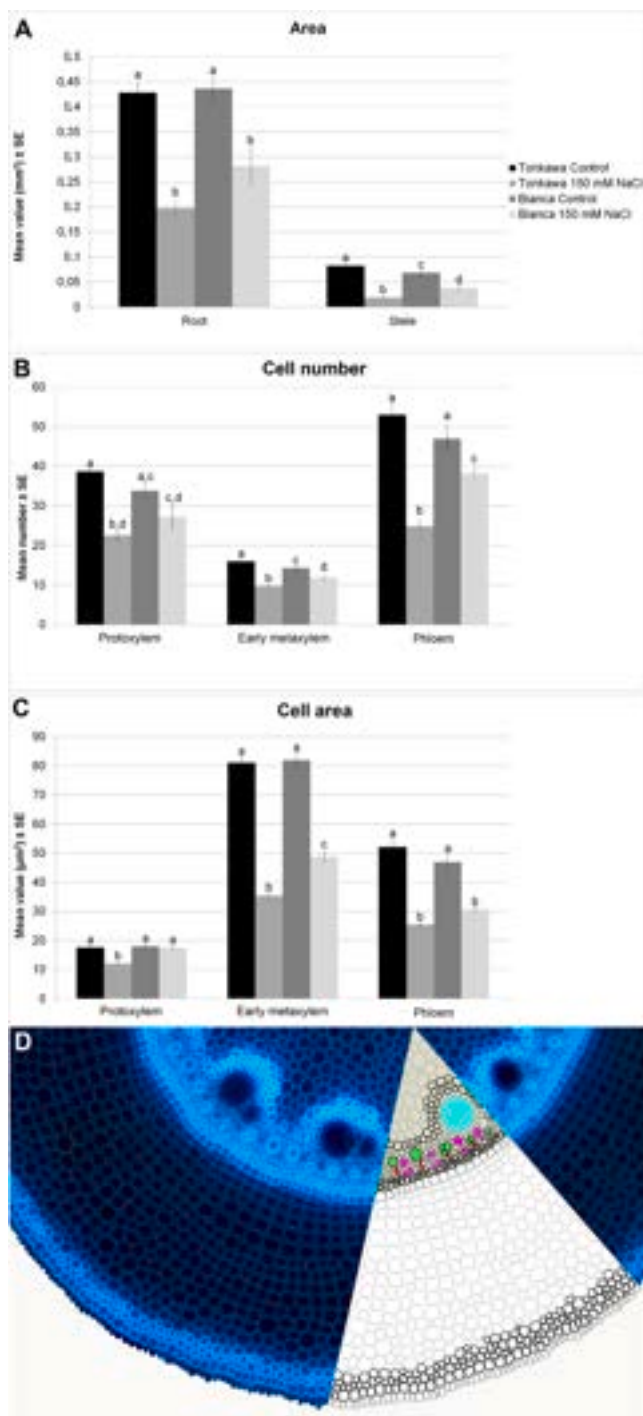 A
Area
0,5
0,45
0,4
0,35
0,3
0,25
0,2
0,15
0,1
0,05
0
Mean value (mm²) ± SE
a
b
a
b
a
b
c
d
Root
Stele
Tonkawa Control
Tonkawa 150 mM NaCl
Bianca Control
Bianca 150 mM NaCl
B
Cell number
60
50
40
30
20
10
0
Mean number ± SE
a
b,d
a,c
c,d
a
b
c
d
a
b
a
c
Protoxylem
Early metaxylem
Phloem
C
Cell area
90
80
70
60
50
40
30
20
10
0
Mean value (µm²) ± SE
a
b
a
a
a
b
a
c
a
b
a
b
Protoxylem
Early metaxylem
Phloem
D